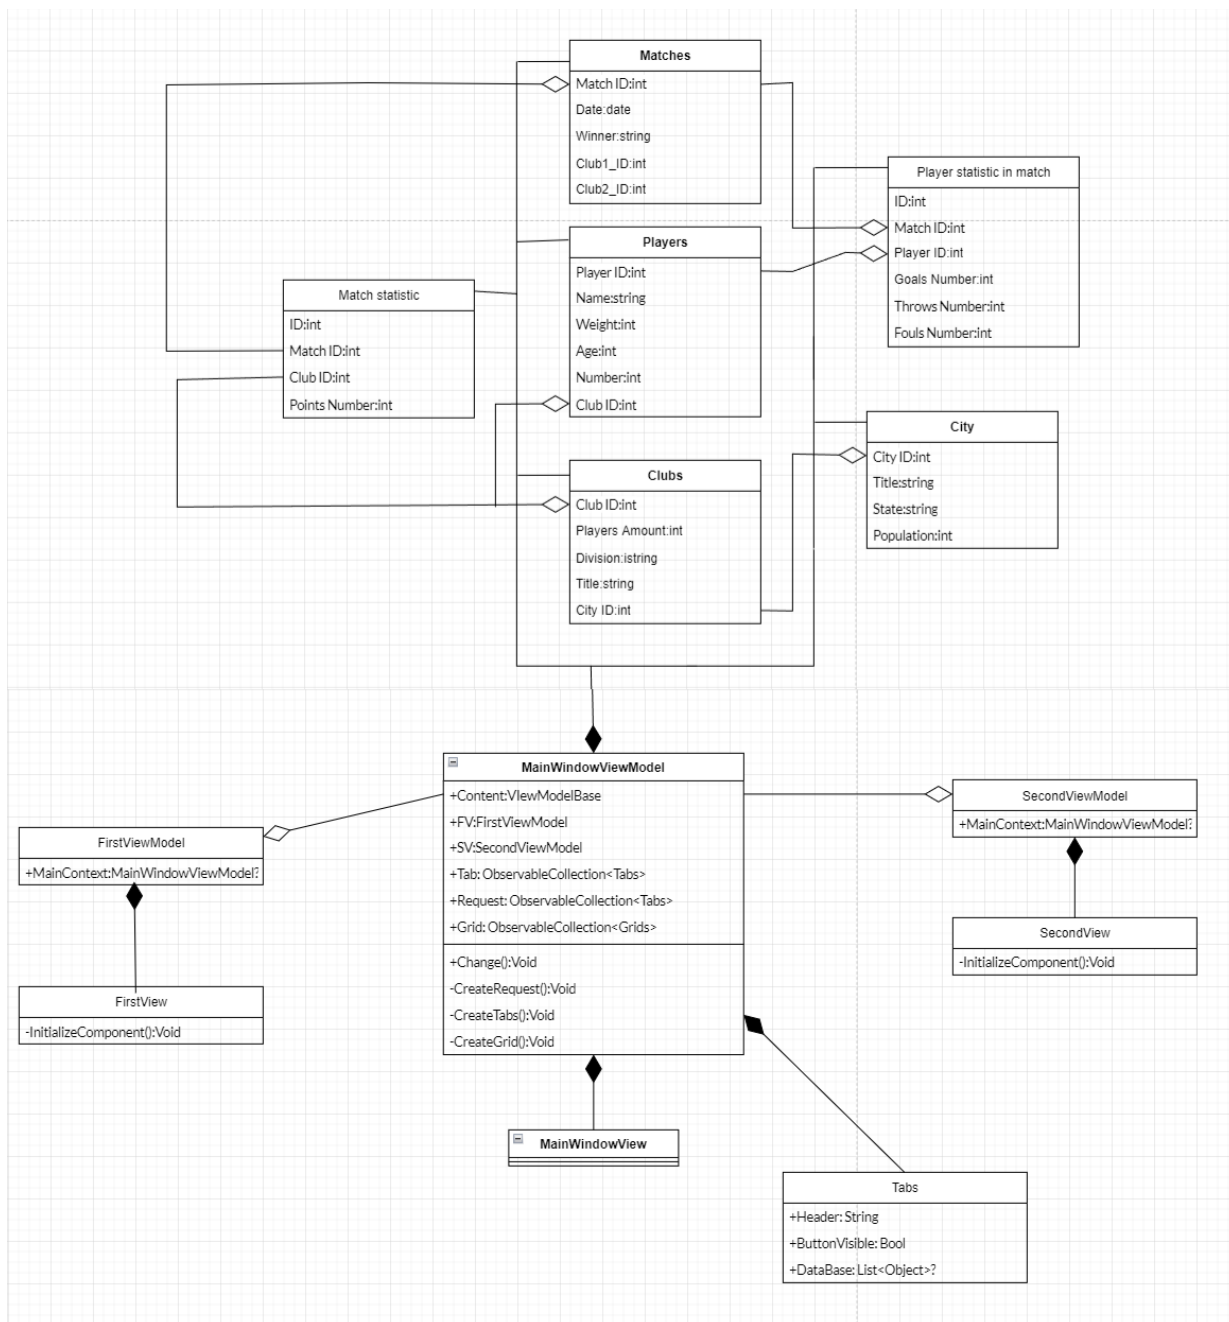 Matches
Match ID:int
Date:date
Winner:string
Club1_ID:int
Club2_ID:int
Player statistic in match
ID:int
Match ID:int
Player ID:int
Goals Number:int
Throws Number:int
Fouls Number:int
Players
Player ID:int
Name:string
Weight:int
Age:int
Number:int
Club ID:int
Match statistic
ID:int
Match ID:int
Club ID:int
Points Number:int
City
City ID:int
Title:string
State:string
Population:int
Clubs
Club ID:int
Players Amount:int
Division:istring
Title:string
City ID:int
MainWindowViewModel
+Content:VIewModelBase
+FV:FirstViewModel
+SV:SecondViewModel
+Tab: ObservableCollection<Tabs>
+Request: ObservableCollection<Tabs>
+Grid: ObservableCollection<Grids>
+Change():Void
-CreateRequest():Void
-CreateTabs():Void
-CreateGrid():Void
FirstViewModel
+MainContext:MainWindowViewModel?
SecondViewModel
+MainContext:MainWindowViewModel?
FirstView
-InitializeComponent():Void
SecondView
-InitializeComponent():Void
MainWindowView
Tabs
+Header: String
+ButtonVisible: Bool
+DataBase: List<Object>?